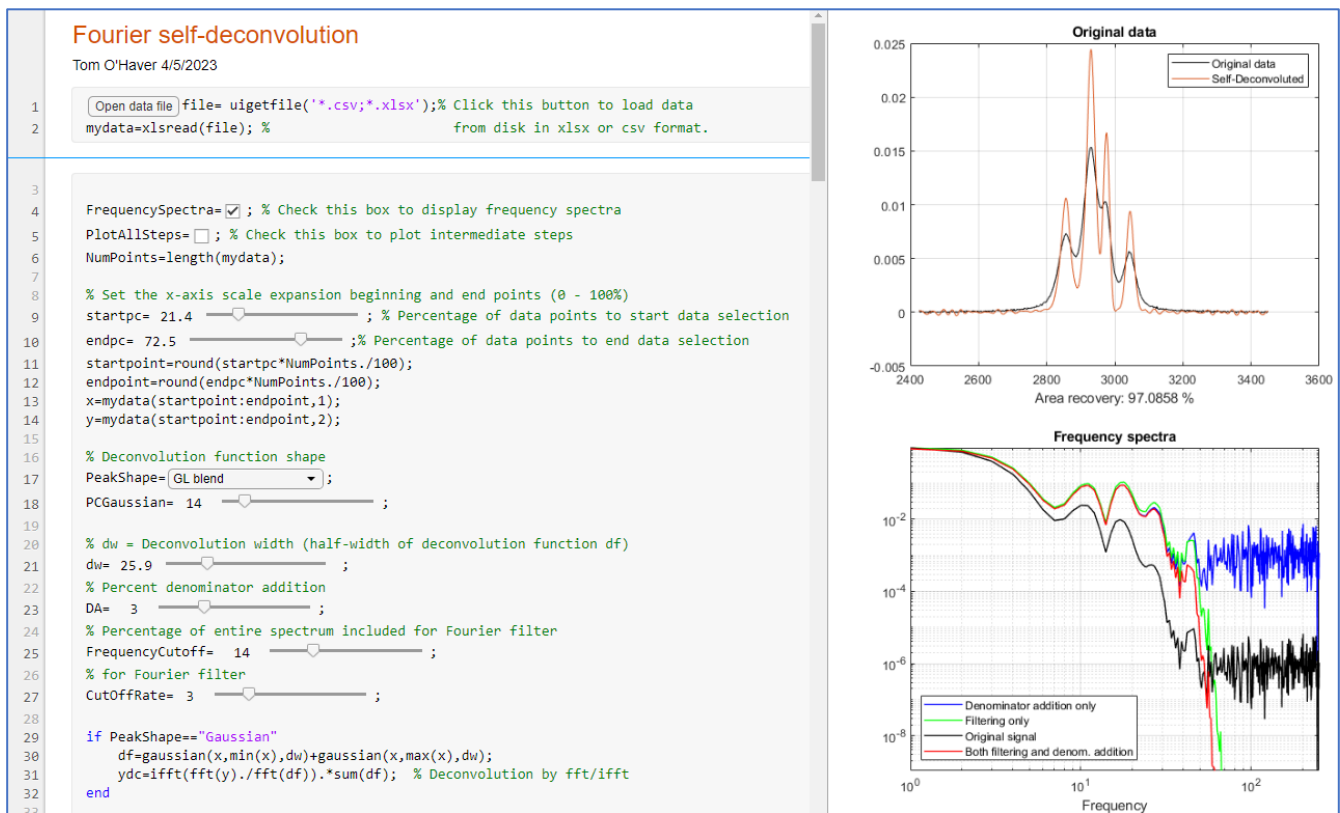 Fourier self-deconvolution
Tom O'Haver 4/5/2023
1 Open data file file= uigetfile('*.csv;*.xlsx');% Click this button to load data
2 mydata=xlsread(file); % from disk in xlsx or csv format.
3
4 FrequencySpectra= ; % Check this box to display frequency spectra
5 PlotAllSteps= ; % Check this box to plot intermediate steps
6 NumPoints=length(mydata);
7
8 % Set the x-axis scale expansion beginning and end points (0 - 100%)
9 startpc= 21.4 ; % Percentage of data points to start data selection
10 endpc= 72.5 ;% Percentage of data points to end data selection
11 startpoint=round(startpc*NumPoints./100);
12 endpoint=round(endpc*NumPoints./100);
13 x=mydata(startpoint:endpoint,1);
14 y=mydata(startpoint:endpoint,2);
15
16 % Deconvolution function shape
17 PeakShape= GL blend ;
18 PCGaussian= 14 ;
19
20 % dw = Deconvolution width (half-width of deconvolution function df)
21 dw= 25.9 ;
22 % Percent denominator addition
23 DA= 3 ;
24 % Percentage of entire spectrum included for Fourier filter
25 FrequencyCutoff= 14 ;
26 % for Fourier filter
27 CutOffRate= 3 ;
28
29 if PeakShape=="Gaussian"
30 df=gaussian(x,min(x),dw)+gaussian(x,max(x),dw);
31 ydc=ifft(fft(y)./fft(df)).*sum(df); % Deconvolution by fft/ifft
32 end
33
Original data
0.025
0.02
0.015
0.01
0.005
0
-0.005
Original data
Self-Deconvoluted
2400 2600 2800 3000 3200 3400 3600
Area recovery: 97.0858 %
Frequency spectra
10-2
10-4
10-6
10-8
Denominator addition only
Filtering only
Original signal
Both filtering and denom. addition
100 101 102
Frequency